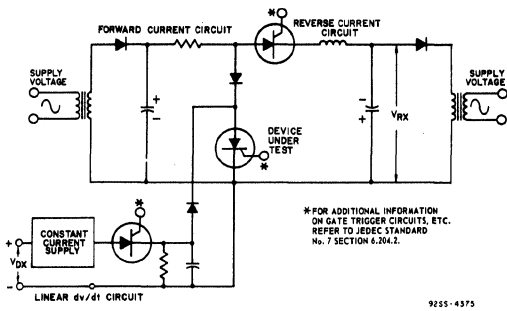 FORWARD CURRENT CIRCUIT
*
REVERSE CURRENT
CIRCUIT
SUPPLY
VOLTAGE
+
-
-
+
VRX
SUPPLY
VOLTAGE
DEVICE
UNDER
TEST
*
*
CONSTANT
CURRENT
SUPPLY
+
VDX
-
LINEAR dv/dt CIRCUIT
*FOR ADDITIONAL INFORMATION
ON GATE TRIGGER CIRCUITS, ETC.
REFER TO JEDEC STANDARD
No. 7 SECTION 6.204.2.
92SS-4375